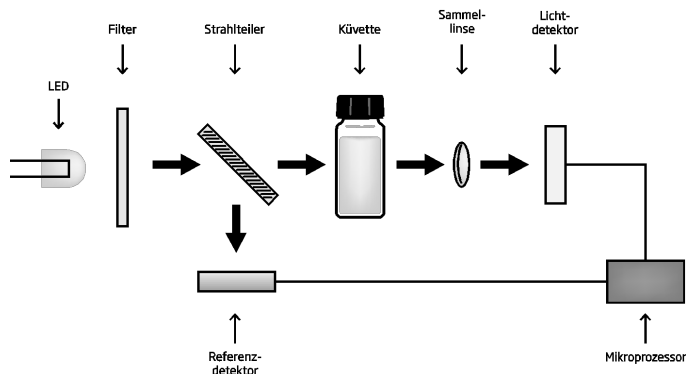 LED
Filter
Strahlteiler
Küvette
Sammel-
linse
Licht-
detektor
Referenz-
detektor
Mikroprozessor